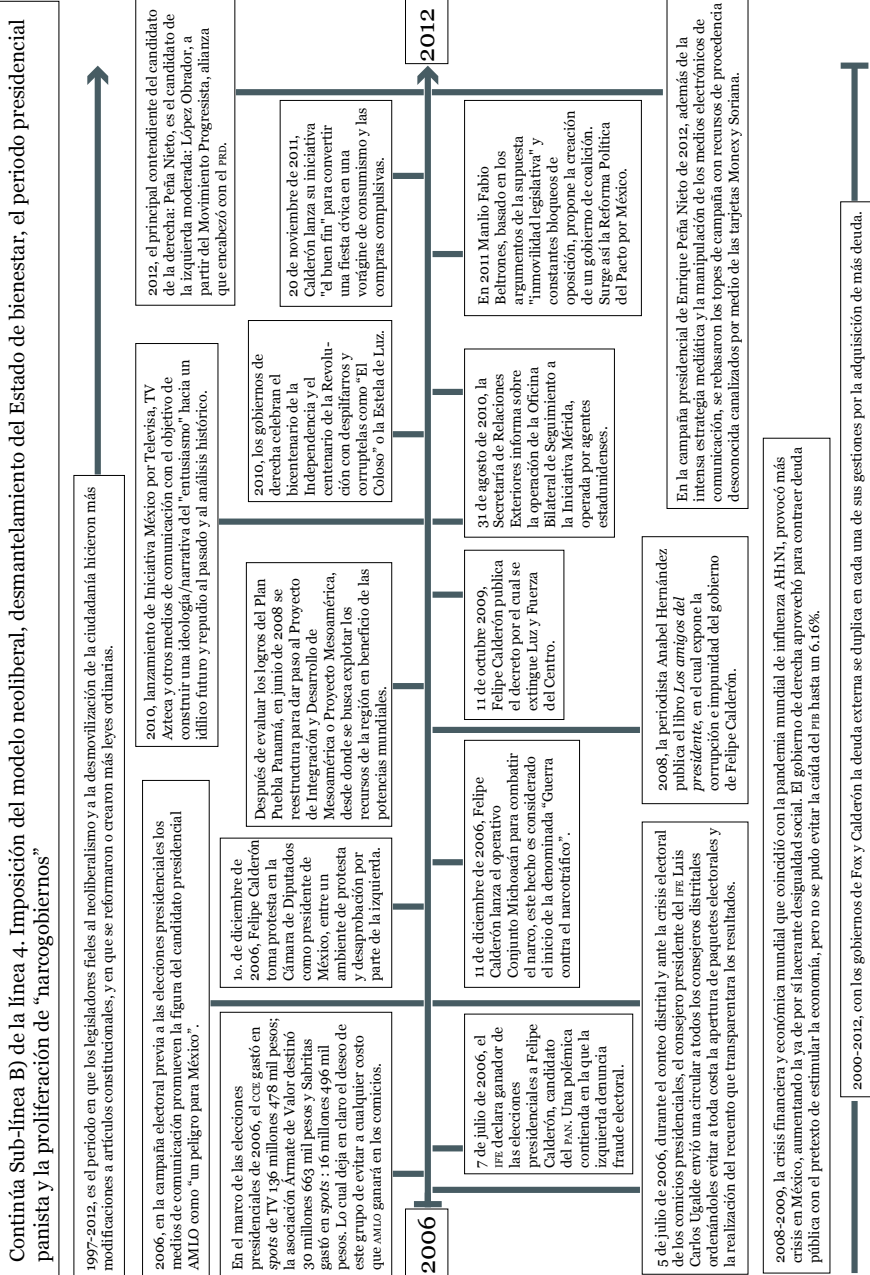 Continúa Sub-línea B) de la línea 4. Imposición del modelo neoliberal, desmantelamiento del Estado de bienestar, el periodo presidencial
panista y la proliferación de “narcogobiernos”
1997-2012, es el periodo en que los legisladores fieles al neoliberalismo y a la desmovilización de la ciudadanía hicieron más
modificaciones a artículos constitucionales, y en que se reformaron o crearon más leyes ordinarias.
2006, en la campaña electoral previa a las elecciones presidenciales los
medios de comunicación promueven la figura del candidato presidencial
AMLO como “un peligro para México”.
2010, lanzamiento de Iniciativa México por Televisa, TV
Azteca y otros medios de comunicación con el objetivo de
construir una ideología/narrativa del "entusiasmo" hacia un
idílico futuro y repudio al pasado y al análisis histórico.
2012, el principal contendiente del candidato
de la derecha: Peña Nieto, es el candidato de
la izquierda moderada: López Obrador, a
partir del Movimiento Progresista, alianza
que encabezó con el PRD.
En el marco de las elecciones
presidenciales de 2006, el CCE gastó en
spots de TV 136 millones 478 mil pesos;
la asociación Ármate de Valor destinó
30 millones 663 mil pesos y Sabritas
gastó en spots : 16 millones 496 mil
pesos. Lo cual deja en claro el deseo de
este grupo de evitar a cualquier costo
que AMLO ganará en los comicios.
1o. de diciembre de
2006, Felipe Calderón
toma protesta en la
Cámara de Diputados
como presidente de
México, entre un
ambiente de protesta
y desaprobación por
parte de la izquierda.
Después de evaluar los logros del Plan
Puebla Panamá, en junio de 2008 se
reestructura para dar paso al Proyecto
de Integración y Desarrollo de
Mesoamérica o Proyecto Mesoamérica,
desde donde se busca explotar los
recursos de la región en beneficio de las
potencias mundiales.
2010, los gobiernos de
derecha celebran el
bicentenario de la
Independencia y el
centenario de la Revolu-
ción con despilfarros y
corruptelas como “El
Coloso” o la Estela de Luz.
20 de noviembre de 2011,
Calderón lanza su iniciativa
"el buen fin" para convertir
una fiesta cívica en una
vorágine de consumismo y las
compras compulsivas.
2006
2012
7 de julio de 2006, el
IFE declara ganador de
las elecciones
presidenciales a Felipe
Calderón, candidato
del PAN. Una polémica
contienda en la que la
izquierda denuncia
fraude electoral.
11 de diciembre de 2006, Felipe
Calderón lanza el operativo
Conjunto Michoacán para combatir
el narco, este hecho es considerado
el inicio de la denominada “Guerra
contra el narcotráfico”.
11 de octubre 2009,
Felipe Calderón publica
el decreto por el cual se
extingue Luz y Fuerza
del Centro.
31 de agosto de 2010, la
Secretaría de Relaciones
Exteriores informa sobre
la operación de la Oficina
Bilateral de Seguimiento a
la Iniciativa Mérida,
operada por agentes
estadunidenses.
En 2011 Manlio Fabio
Beltrones, basado en los
argumentos de la supuesta
"inmovilidad legislativa" y
constantes bloqueos de
oposición, propone la creación
de un gobierno de coalición.
Surge así la Reforma Política
del Pacto por México.
5 de julio de 2006, durante el conteo distrital y ante la crisis electoral
de los comicios presidenciales, el consejero presidente del IFE Luis
Carlos Ugalde envió una circular a todos los consejeros distritales
ordenándoles evitar a toda costa la apertura de paquetes electorales y
la realización del recuento que transparentara los resultados.
2008, la periodista Anabel Hernández
publica el libro Los amigos del
presidente, en el cual expone la
corrupción e impunidad del gobierno
de Felipe Calderón.
En la campaña presidencial de Enrique Peña Nieto de 2012, además de la
intensa estrategia mediática y la manipulación de los medios electrónicos de
comunicación, se rebasaron los topes de campaña con recursos de procedencia
desconocida canalizados por medio de las tarjetas Monex y Soriana.
2008-2009, la crisis financiera y económica mundial que coincidió con la pandemia mundial de influenza AH1N1, provocó más
crisis en México, aumentando la ya de por sí lacerante desigualdad social. El gobierno de derecha aprovechó para contraer deuda
pública con el pretexto de estimular la economía, pero no se pudo evitar la caída del PIB hasta un 6.16%.
2000-2012, con los gobiernos de Fox y Calderón la deuda externa se duplica en cada una de sus gestiones por la adquisición de más deuda.